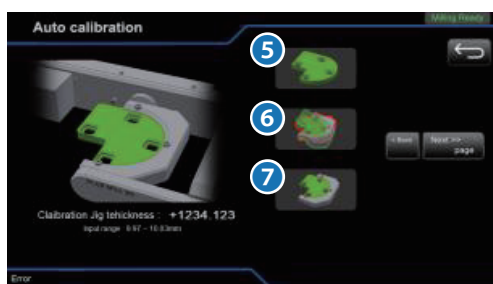 Milling Ready
Auto calibration
5
6
7
< Back
Next >>
page
Claibration Jig tehickness : +1234.123
Input range 9.97 ~ 10.03mm
Error